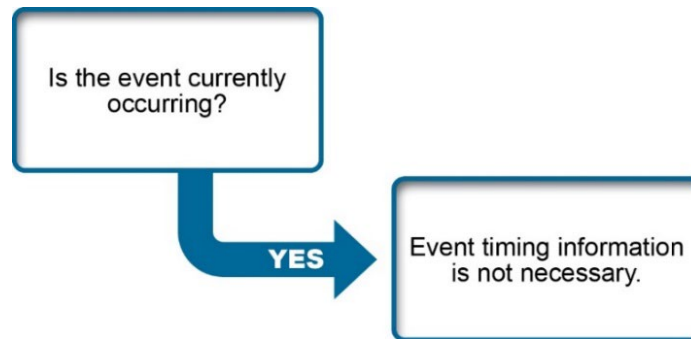 Is the event currently
occurring?
YES
Event timing information
is not necessary.